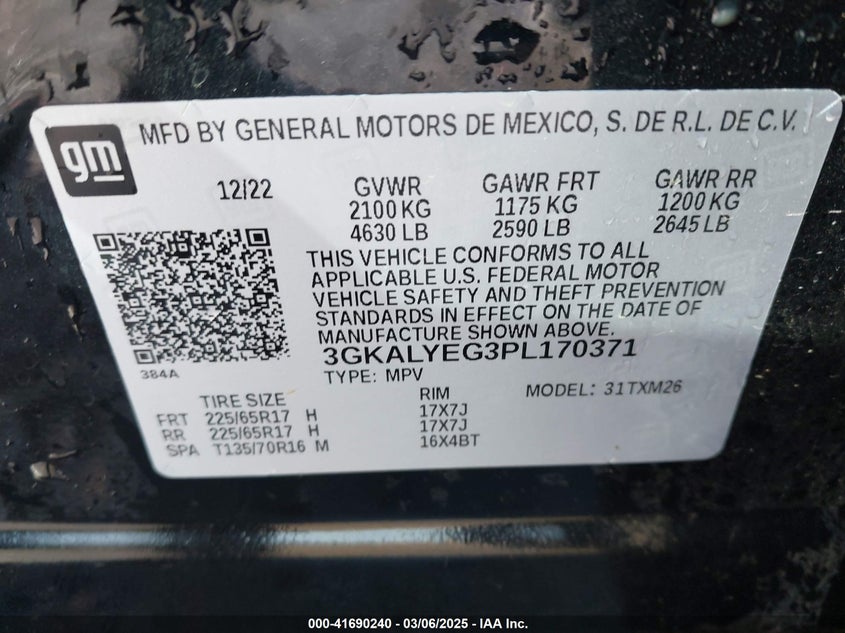 gm
MFD BY GENERAL MOTORS DE MEXICO, S. DE R.L. DE C.V.
12/22 GVWR GAWR FRT GAWR RR
2100 KG 1175 KG 1200 KG
4630 LB 2590 LB 2645 LB
THIS VEHICLE CONFORMS TO ALL
APPLICABLE U.S. FEDERAL MOTOR
VEHICLE SAFETY AND THEFT PREVENTION
STANDARDS IN EFFECT ON THE DATE OF
MANUFACTURE SHOWN ABOVE.
3GKALYEG3PL170371
384A TYPE: MPV
TIRE SIZE RIM MODEL: 31TXM26
FRT 225/65R17 H 17X7J
RR 225/65R17 H 17X7J
SPA T135/70R16 M 16X4BT
000-41690240 - 03/06/2025 - IAA Inc.